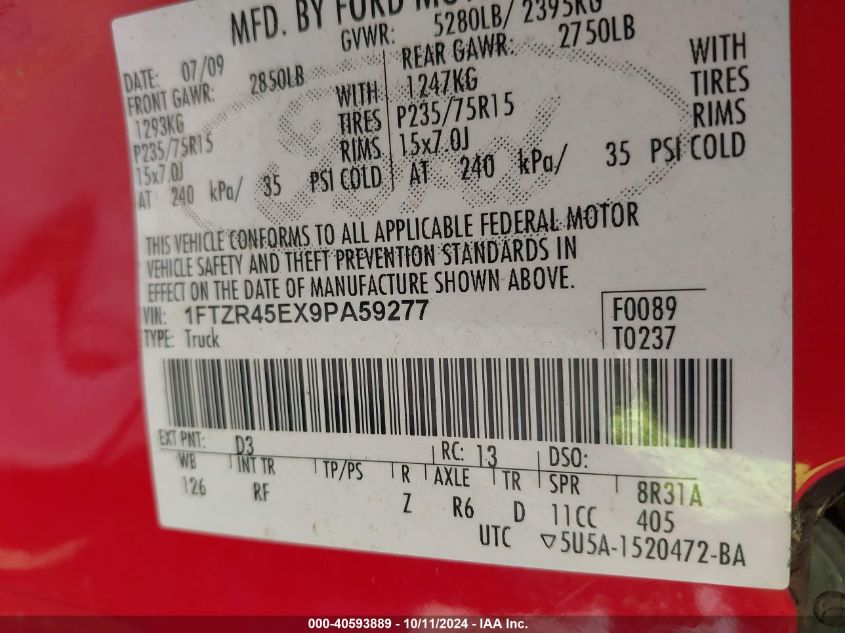 MFD. BY FORD MOTO
GVWR: 5280LB/ 2395KG
DATE: 07/09
FRONT GAWR: 2850LB
1293KG WITH
P235/75R15 TIRES
15x7.0J RIMS
AT 240 kPa/ 35 PSI COLD
REAR GAWR: 2750LB
1247KG WITH
P235/75R15 TIRES
15x7.0J RIMS
AT 240 kPa/ 35 PSI COLD
THIS VEHICLE CONFORMS TO ALL APPLICABLE FEDERAL MOTOR
VEHICLE SAFETY AND THEFT PREVENTION STANDARDS IN
EFFECT ON THE DATE OF MANUFACTURE SHOWN ABOVE.
VIN: 1FTZR45EX9PA59277 F0089
TYPE: Truck T0237
EXT PNT: D3 RC: 13 DSO:
WB INT TR TP/PS R AXLE TR SPR 8R31A
126 RF Z R6 D 11CC 405
UTC ▽5U5A-1520472-BA
000-40593889 - 10/11/2024 - IAA Inc.